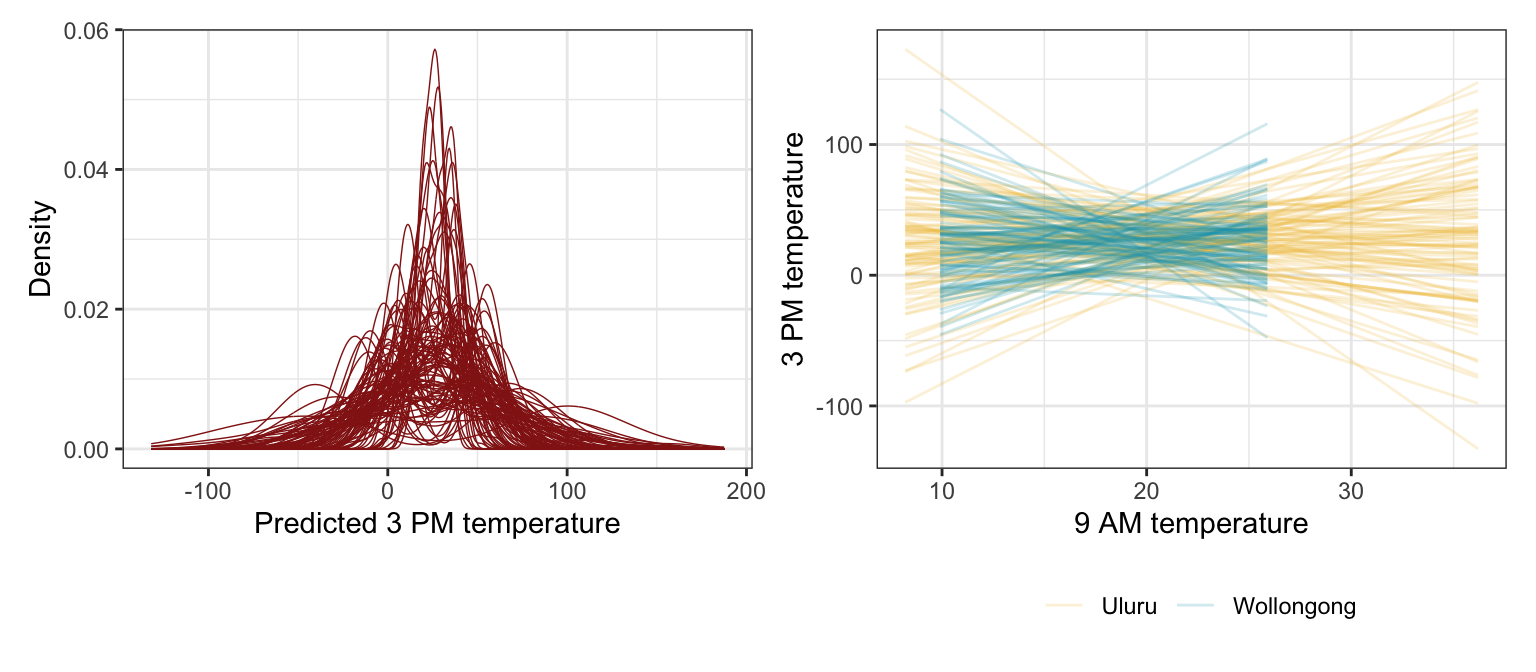 0.06
0.04
0.02
0.00
Density
-100 0 100 200
Predicted 3 PM temperature
100
0
-100
3 PM temperature
10 20 30
9 AM temperature
Uluru Wollongong